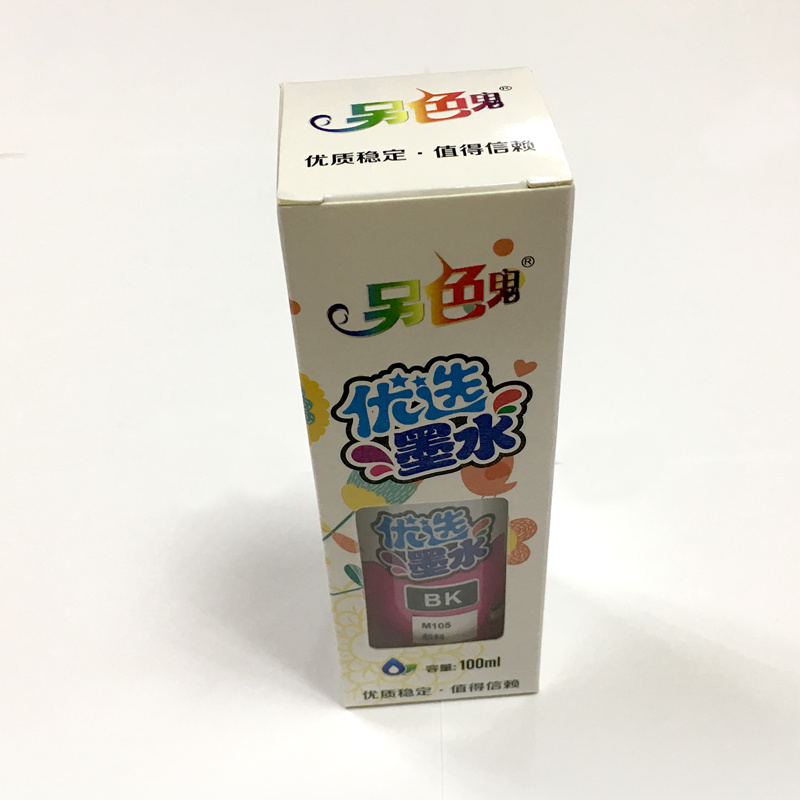 另色鬼®
优质稳定·值得信赖
另色鬼®
优选
墨水
优选
墨水
BK
M105
容量:100ml
优质稳定·值得信赖